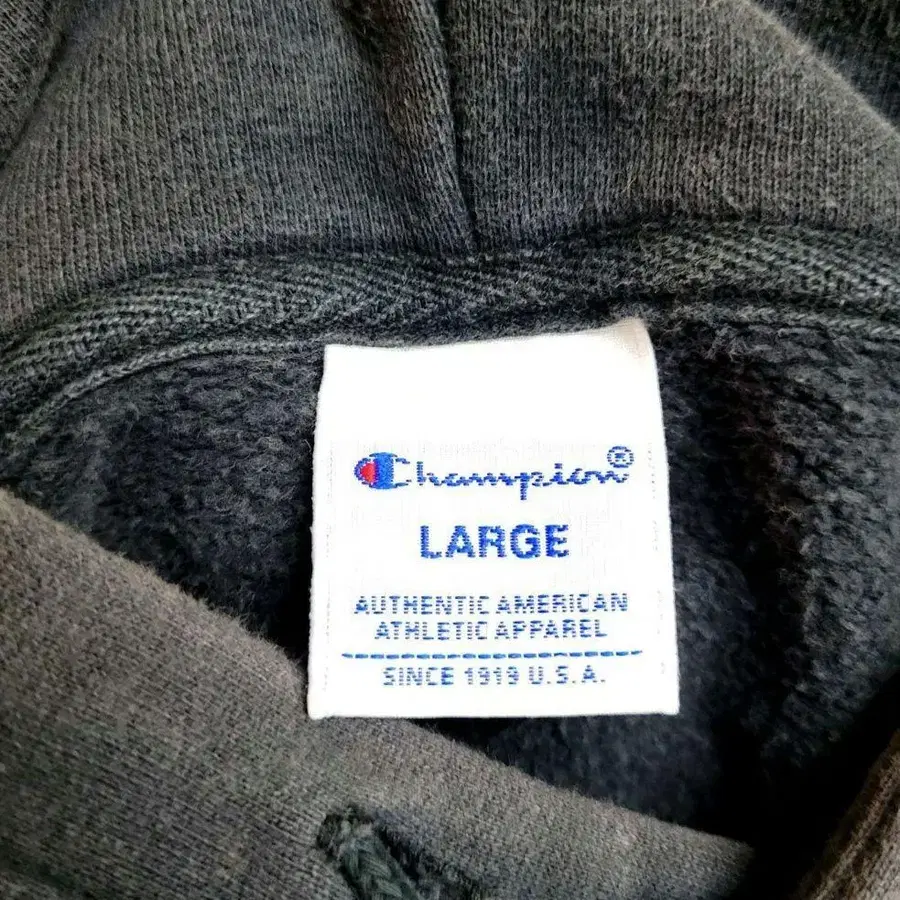 Champion®
LARGE
AUTHENTIC AMERICAN
ATHLETIC APPAREL
SINCE 1919 U.S.A.